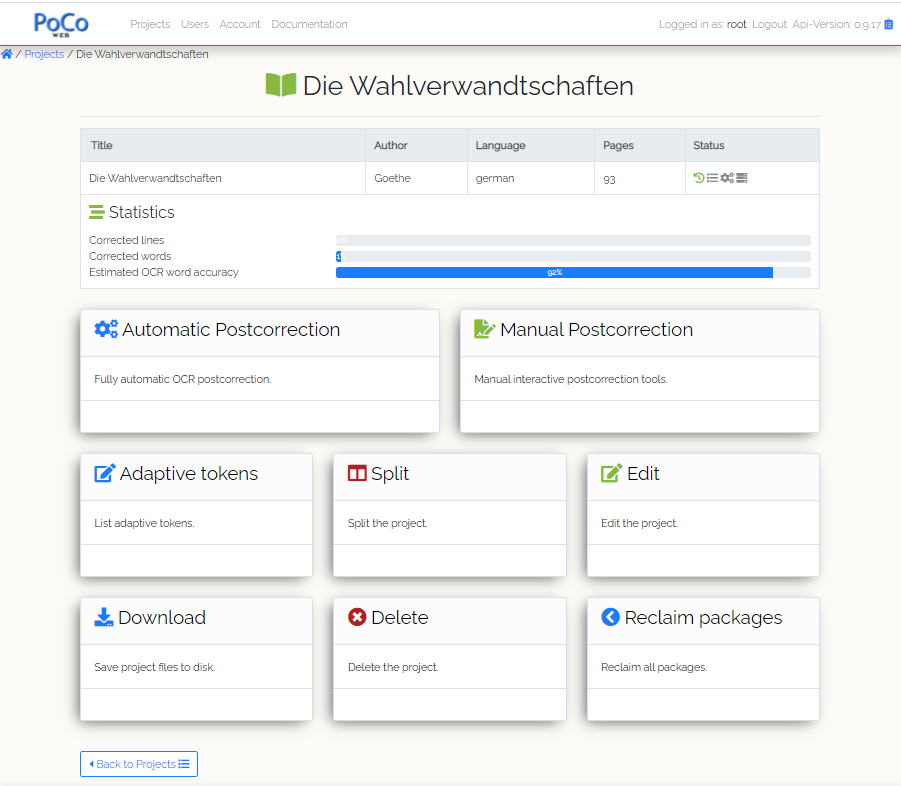 PoCo
WEB
Projects Users Account Documentation
Logged in as: root Logout Api-Version: 0.9.17
/ Projects / Die Wahlverwandtschaften
Die Wahlverwandtschaften
Title Author Language Pages Status
Die Wahlverwandtschaften Goethe german 93
Statistics
Corrected lines
Corrected words
Estimated OCR word accuracy 92%
Automatic Postcorrection
Fully automatic OCR postcorrection.
Manual Postcorrection
Manual interactive postcorrection tools.
Adaptive tokens
List adaptive tokens.
Split
Split the project.
Edit
Edit the project.
Download
Save project files to disk.
Delete
Delete the project.
Reclaim packages
Reclaim all packages.
Back to Projects